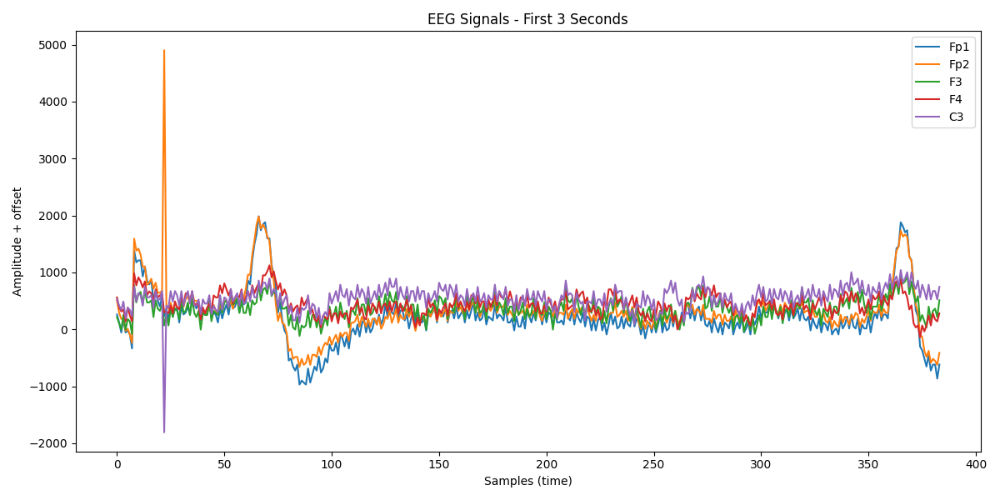 EEG Signals - First 3 Seconds
Amplitude + offset
5000
4000
3000
2000
1000
0
−1000
−2000
Fp1
Fp2
F3
F4
C3
0 50 100 150 200 250 300 350 400
Samples (time)